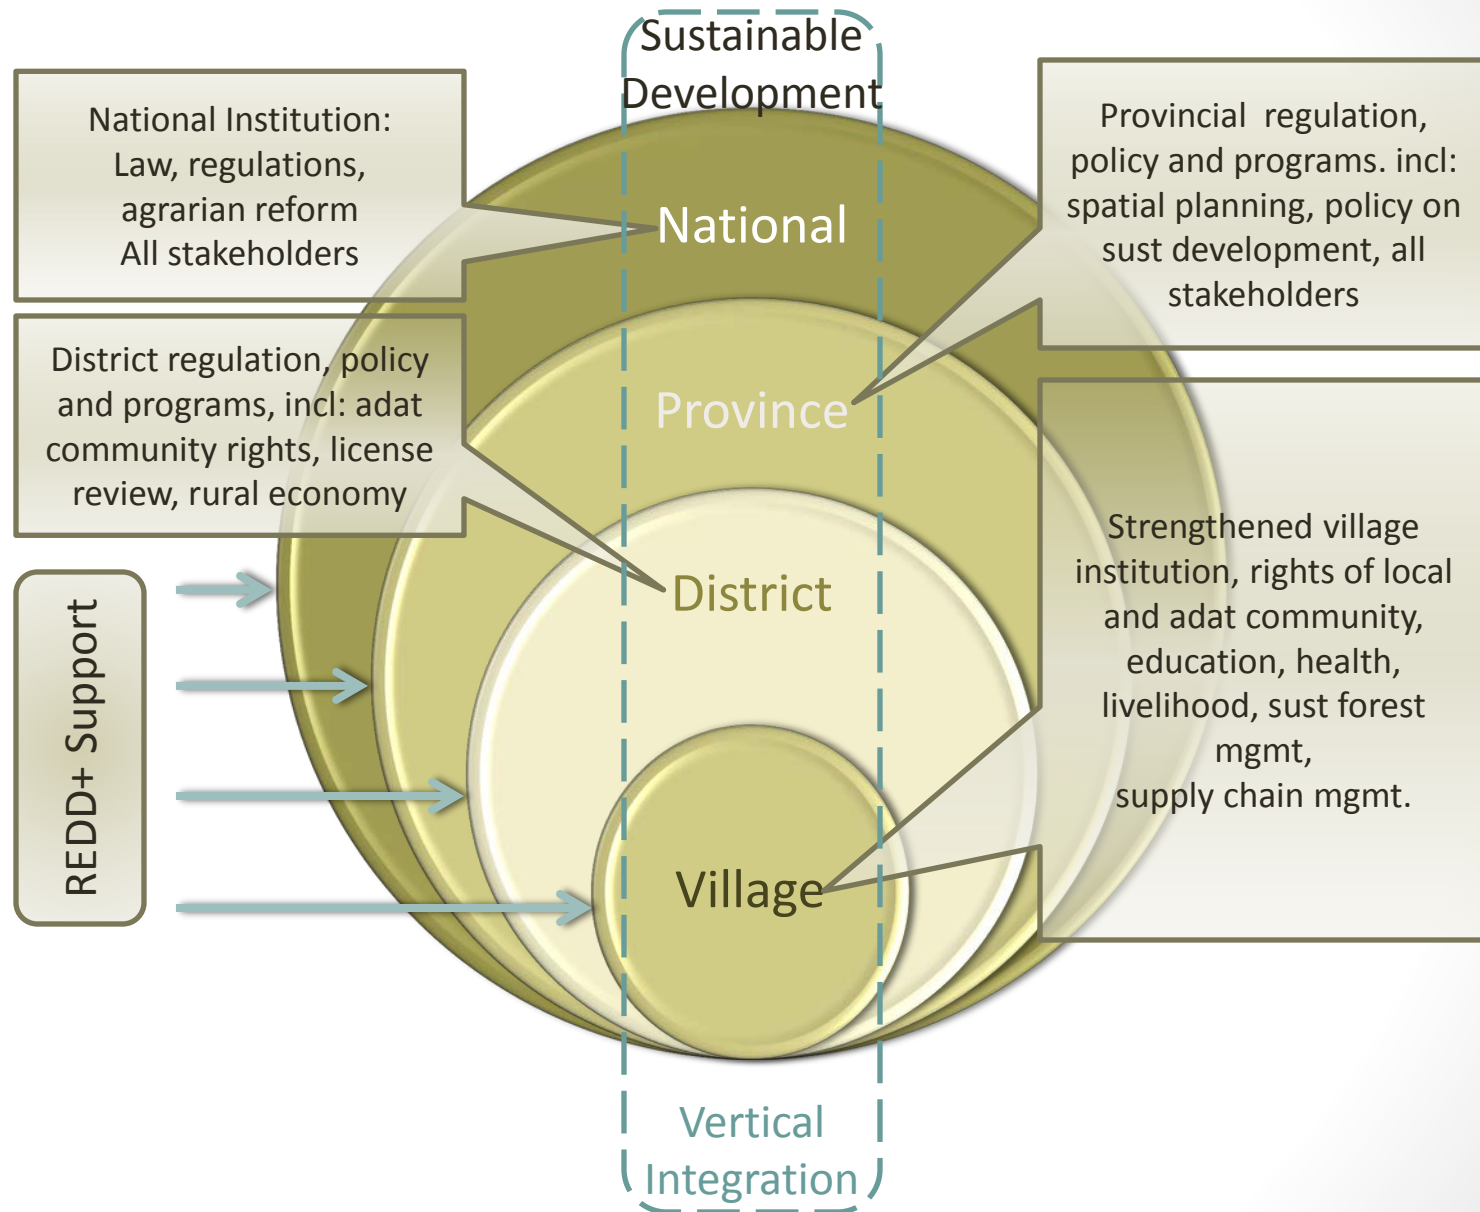 Sustainable
Development
National Institution:
Law, regulations,
agrarian reform
All stakeholders
Provincial regulation,
policy and programs. incl:
spatial planning, policy on
sust development, all
stakeholders
National
District regulation, policy
and programs, incl: adat
community rights, license
review, rural economy
Province
Strengthened village
institution, rights of local
and adat community,
education, health,
livelihood, sust forest
mgmt,
supply chain mgmt.
District
REDD+ Support
Village
Vertical
Integration